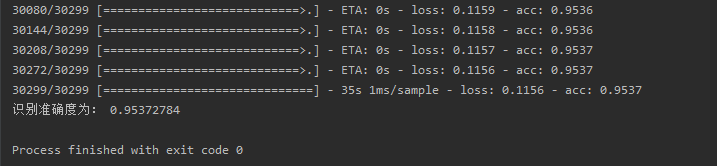 30080/30299 [============================>.] - ETA: 0s - loss: 0.1159 - acc: 0.9536
30144/30299 [============================>.] - ETA: 0s - loss: 0.1158 - acc: 0.9536
30208/30299 [============================>.] - ETA: 0s - loss: 0.1157 - acc: 0.9537
30272/30299 [============================>.] - ETA: 0s - loss: 0.1156 - acc: 0.9537
30299/30299 [==============================] - 35s 1ms/sample - loss: 0.1156 - acc: 0.9537
识别准确度为： 0.95372784
Process finished with exit code 0